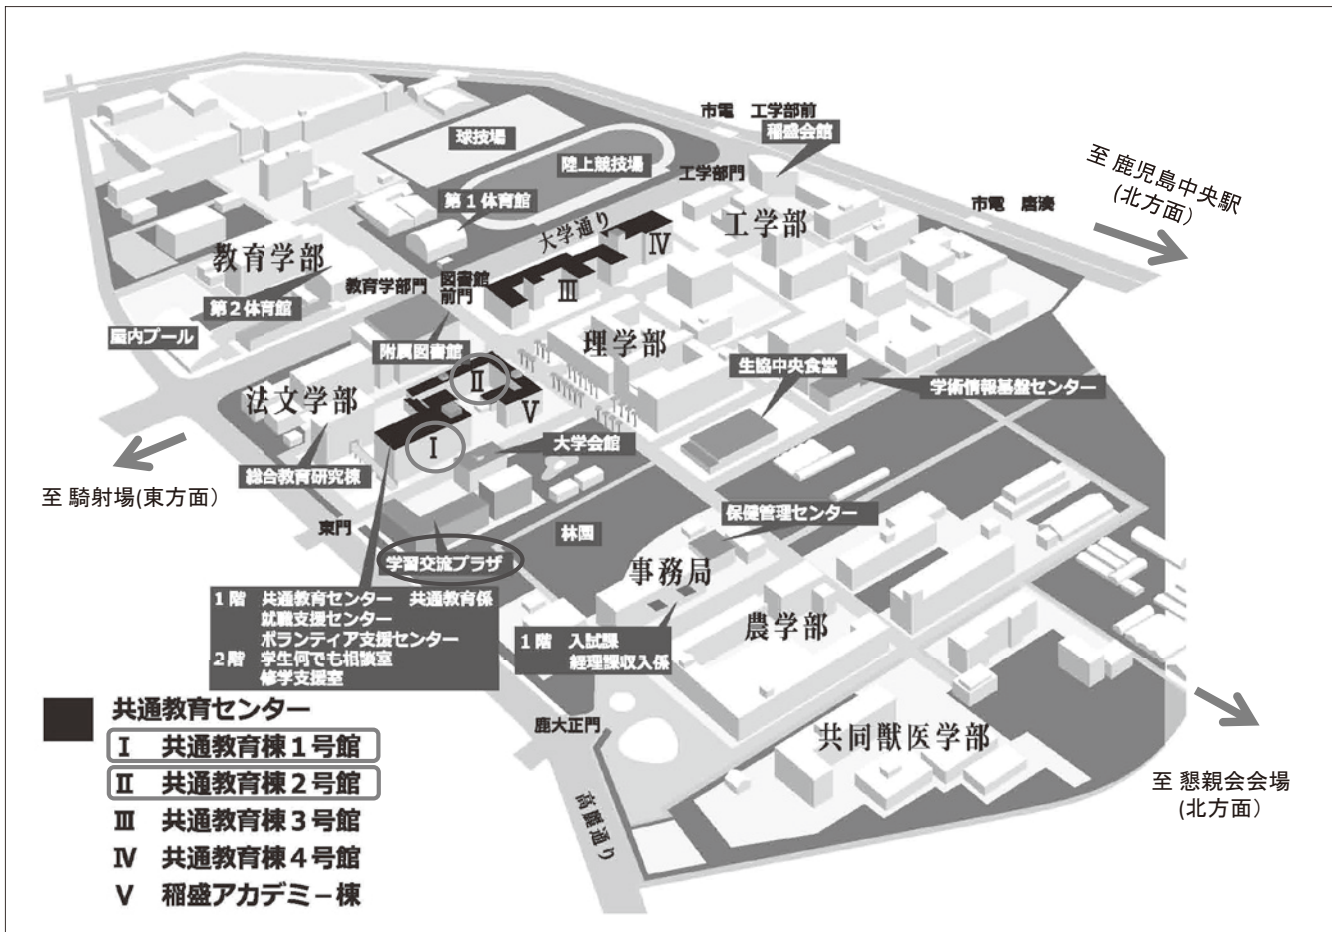 市電　工学部前
稲盛会館
球技場
陸上競技場
工学部門
至 鹿児島中央駅
(北方面)
第１体育館
市電　唐湊
大学通り
工学部
Ⅳ
教育学部
教育学部門
図書館
前門
Ⅲ
第２体育館
屋内プール
附属図書館
理学部
生協中央食堂
学術情報基盤センター
Ⅱ
法文学部
Ⅴ
Ⅰ
大学会館
総合教育研究棟
至 騎射場(東方面)
東門
林園
保健管理センター
学習交流プラザ
事務局
１階　共通教育センター　共通教育係
就職支援センター
ボランティア支援センター
２階　学生何でも相談室
修学支援室
１階　入試課
経理課収入係
農学部
鹿大正門
共同獣医学部
高麗通り
至 懇親会会場
(北方面)
共通教育センター
Ⅰ　共通教育棟１号館
Ⅱ　共通教育棟２号館
Ⅲ　共通教育棟３号館
Ⅳ　共通教育棟４号館
Ⅴ　稲盛アカデミー棟